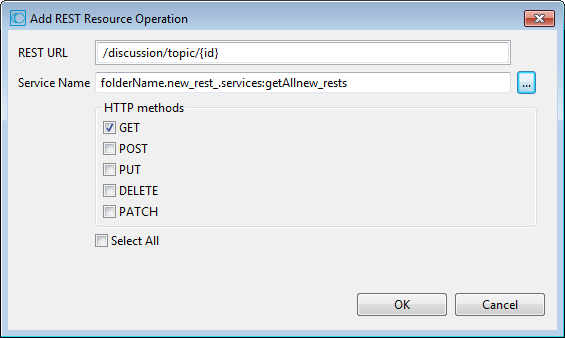 Add REST Resource Operation
REST URL /discussion/topic/{id}
Service Name folderName.new_rest_.services:getAllnew_rests ...
HTTP methods
GET
POST
PUT
DELETE
PATCH
Select All
OK Cancel